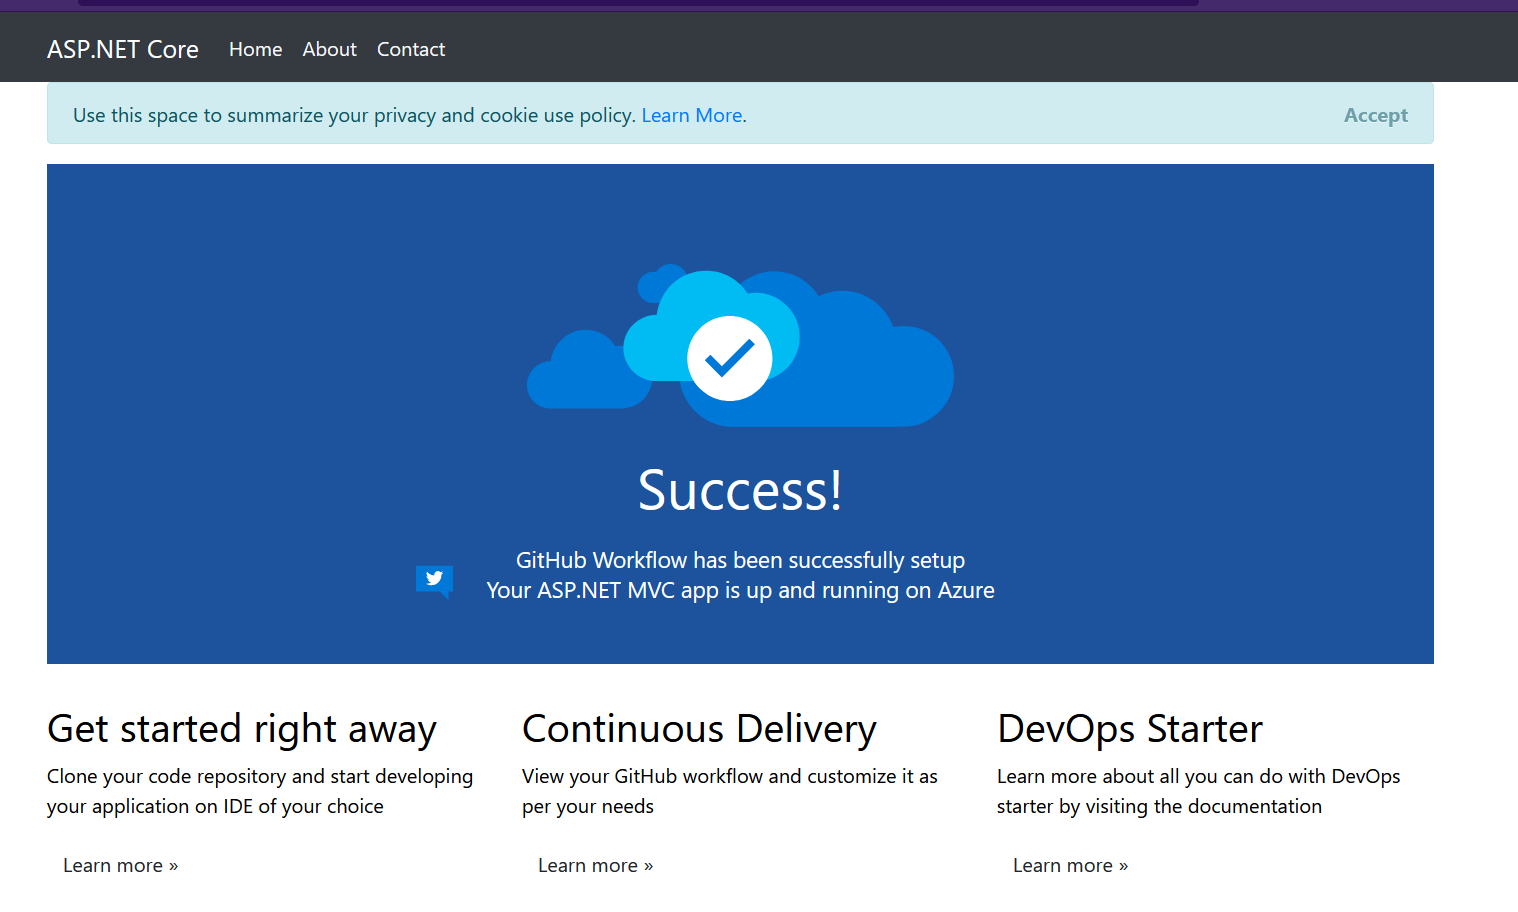 ASP.NET Core Home About Contact
Use this space to summarize your privacy and cookie use policy. Learn More. Accept
Success!
GitHub Workflow has been successfully setup
Your ASP.NET MVC app is up and running on Azure
Get started right away
Clone your code repository and start developing
your application on IDE of your choice
Learn more »
Continuous Delivery
View your GitHub workflow and customize it as
per your needs
Learn more »
DevOps Starter
Learn more about all you can do with DevOps
starter by visiting the documentation
Learn more »